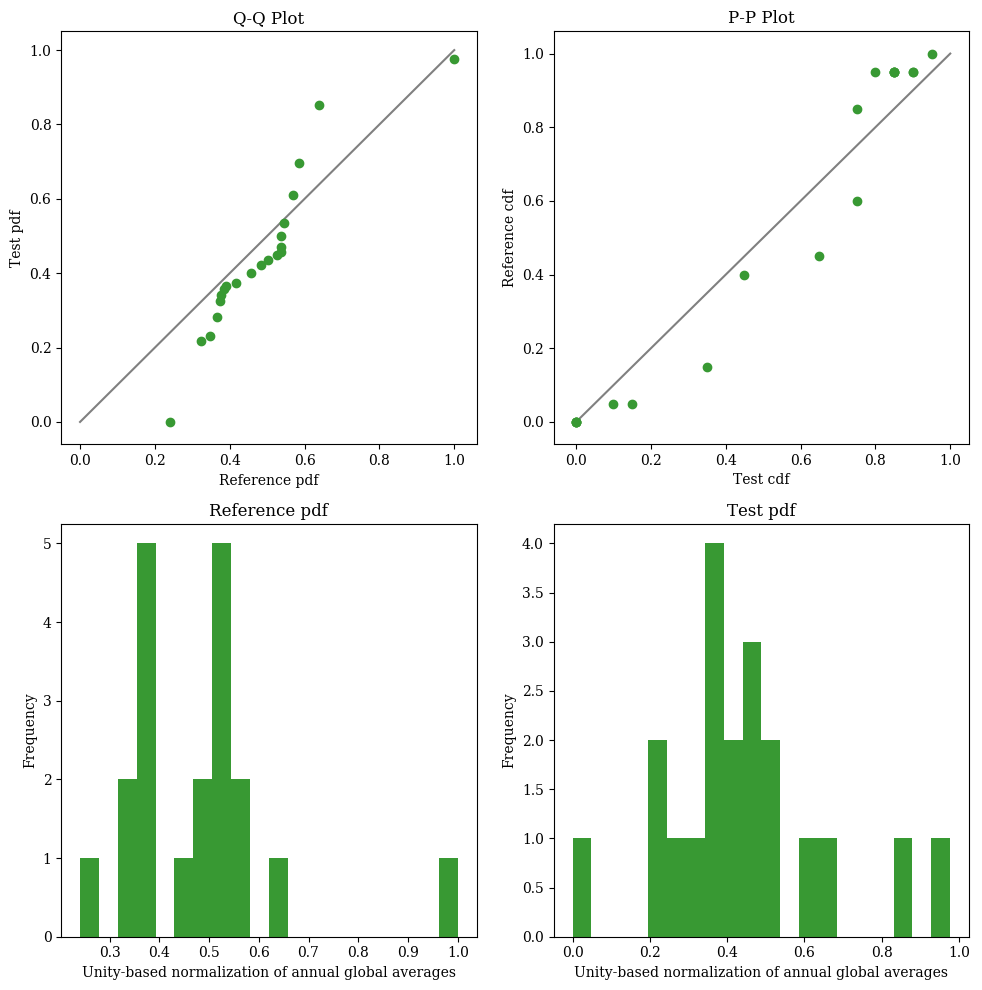 Q-Q Plot
1.0
0.8
0.6
0.4
0.2
0.0
Test pdf
0.0 0.2 0.4 0.6 0.8 1.0
Reference pdf
P-P Plot
1.0
0.8
0.6
0.4
0.2
0.0
Reference cdf
0.0 0.2 0.4 0.6 0.8 1.0
Test cdf
Reference pdf
5
4
3
2
1
0
Frequency
0.3 0.4 0.5 0.6 0.7 0.8 0.9 1.0
Unity-based normalization of annual global averages
Test pdf
4.0
3.5
3.0
2.5
2.0
1.5
1.0
0.5
0.0
Frequency
0.0 0.2 0.4 0.6 0.8 1.0
Unity-based normalization of annual global averages